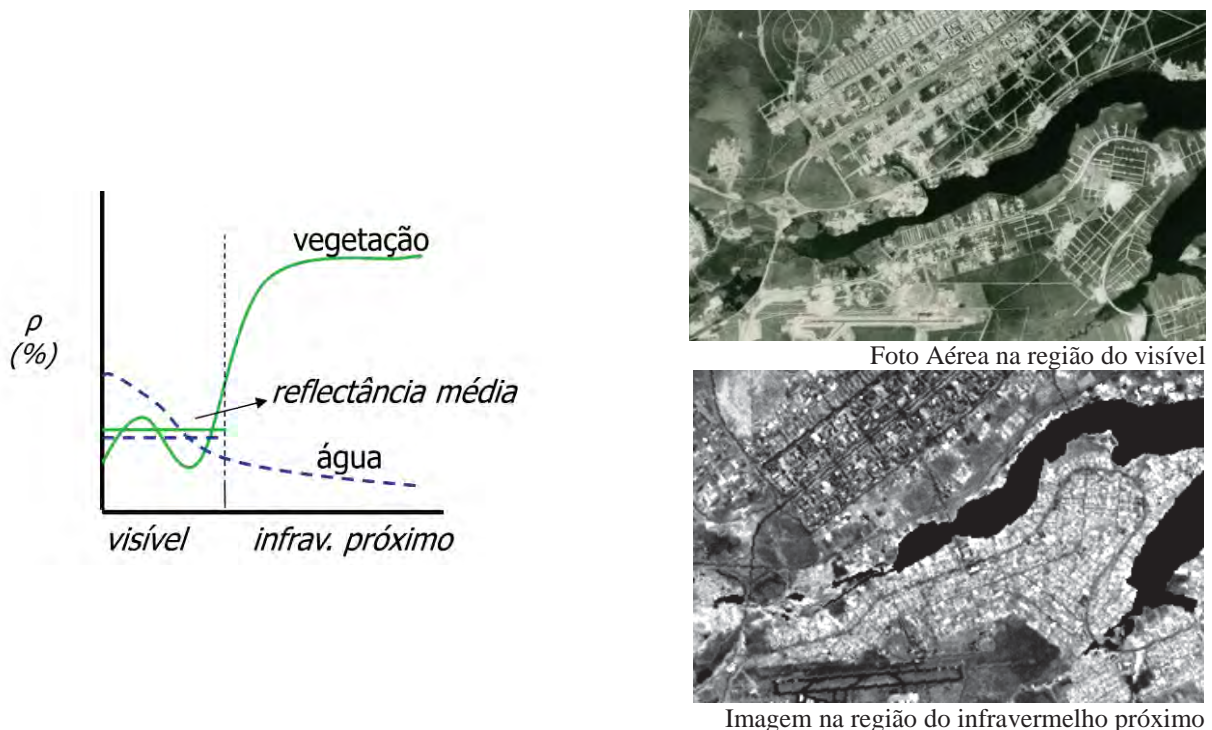 ρ
(%)
vegetação
reflectância média
água
visível
infrav. próximo
Foto Aérea na região do visível
Imagem na região do infravermelho próximo